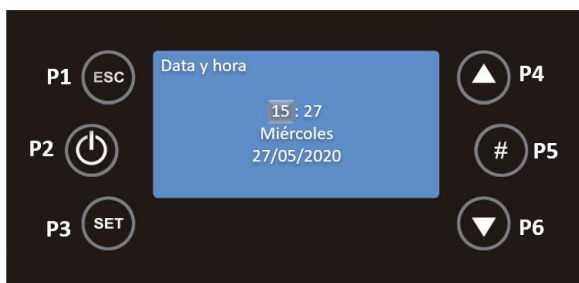 P1 ESC
P2
P3 SET
Data y hora
15 : 27
Miércoles
27/05/2020
P4
# P5
P6